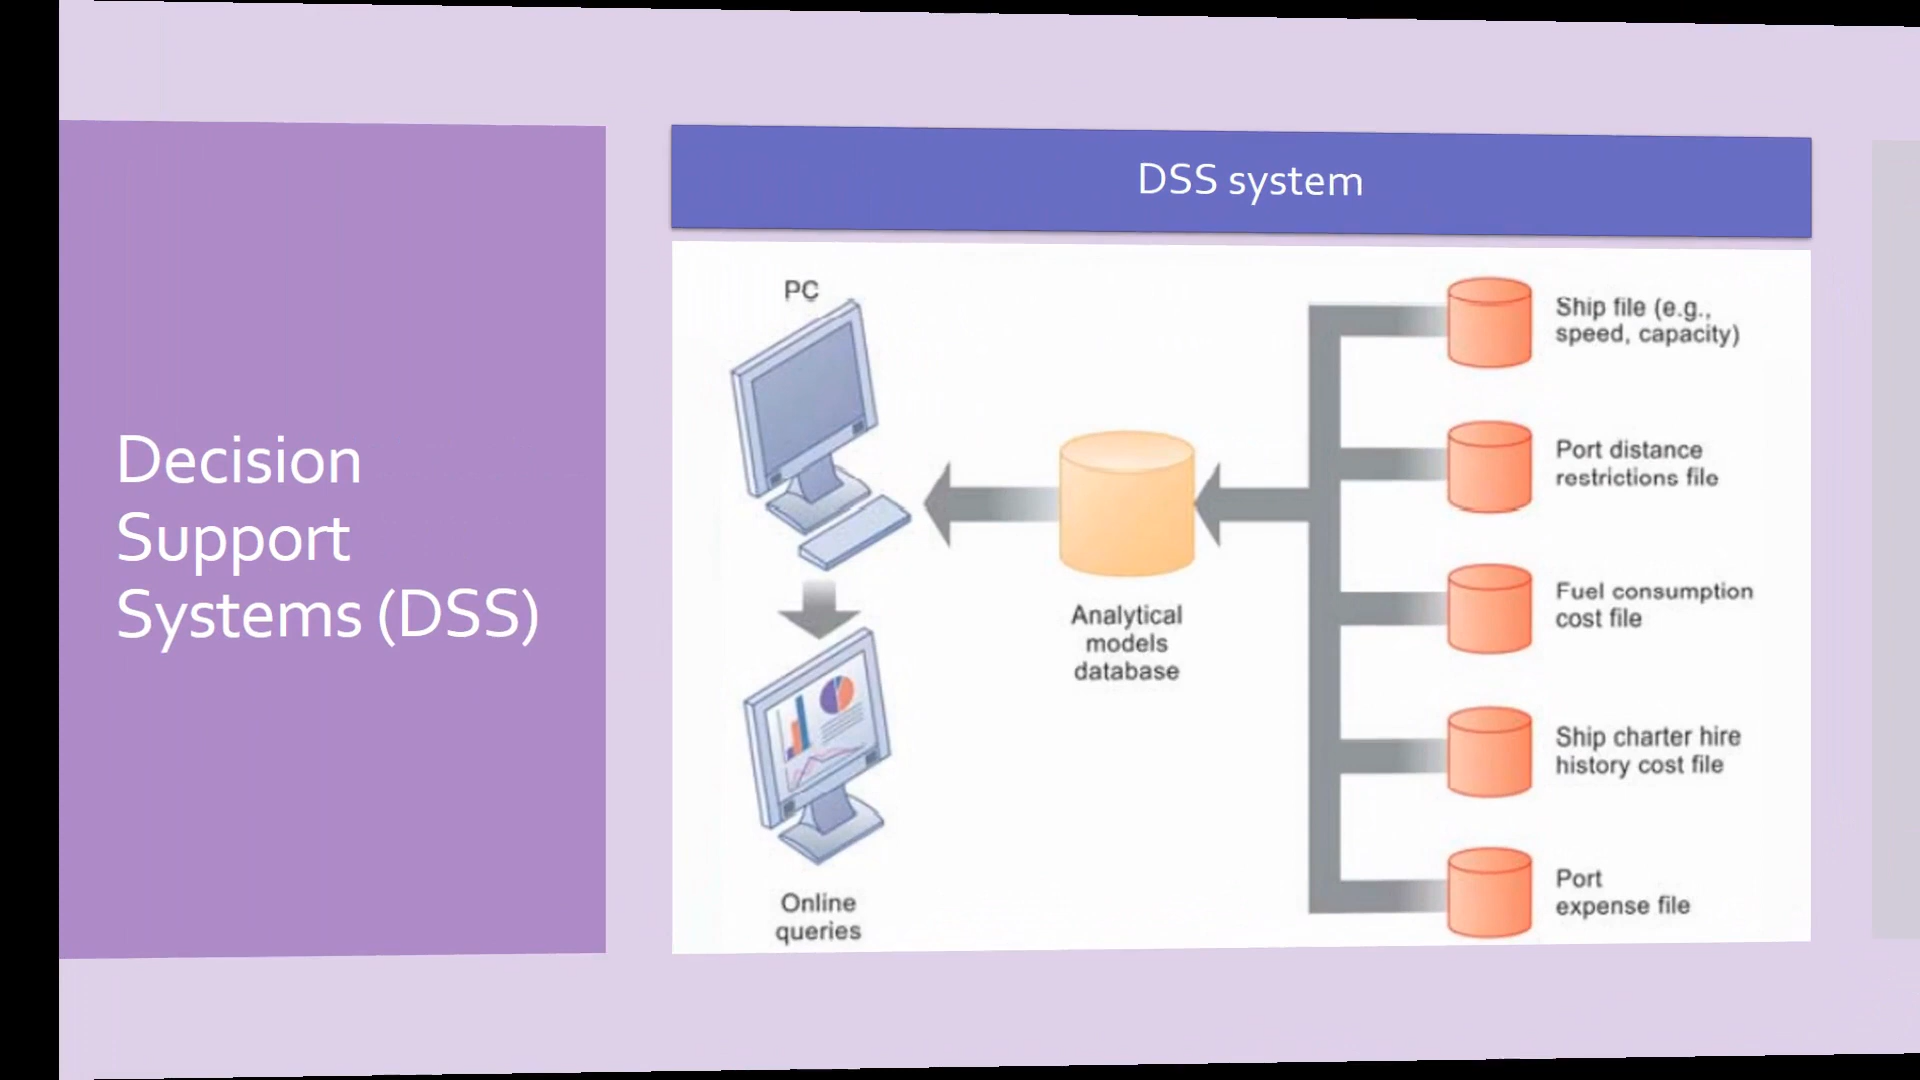 Decision
Support
Systems (DSS)
DSS system
PC
Online
queries
Analytical
models
database
Ship file (e.g.,
speed, capacity)
Port distance
restrictions file
Fuel consumption
cost file
Ship charter hire
history cost file
Port
expense file